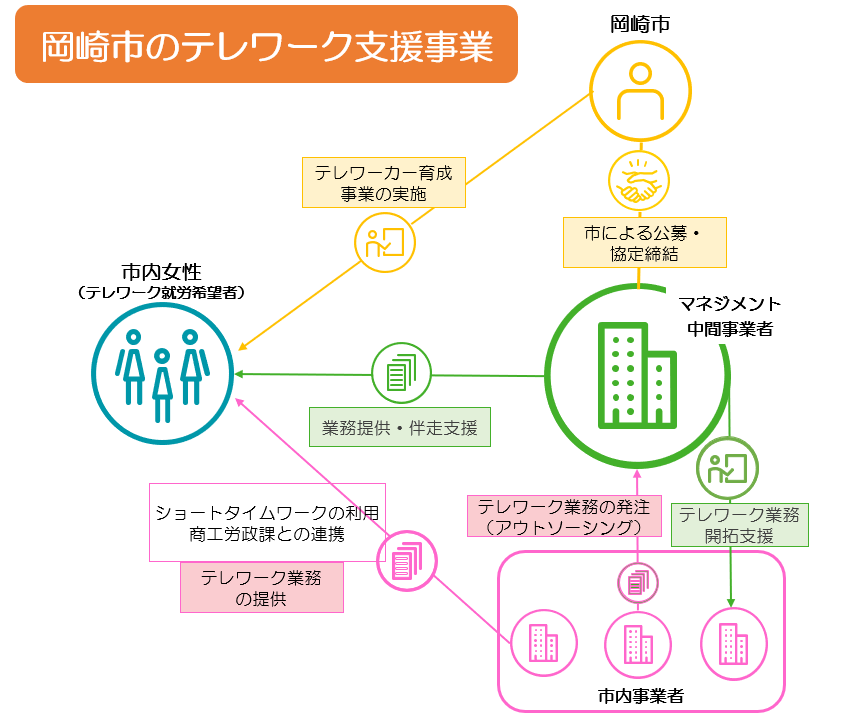 岡崎市のテレワーク支援事業
岡崎市
テレワーカー育成
事業の実施
市による公募・
協定締結
市内女性
（テレワーク就労希望者）
マネジメント
中間事業者
業務提供・伴走支援
ショートタイムワークの利用
商工労政課との連携
テレワーク業務
の提供
テレワーク業務の発注
（アウトソーシング）
テレワーク業務
開拓支援
市内事業者